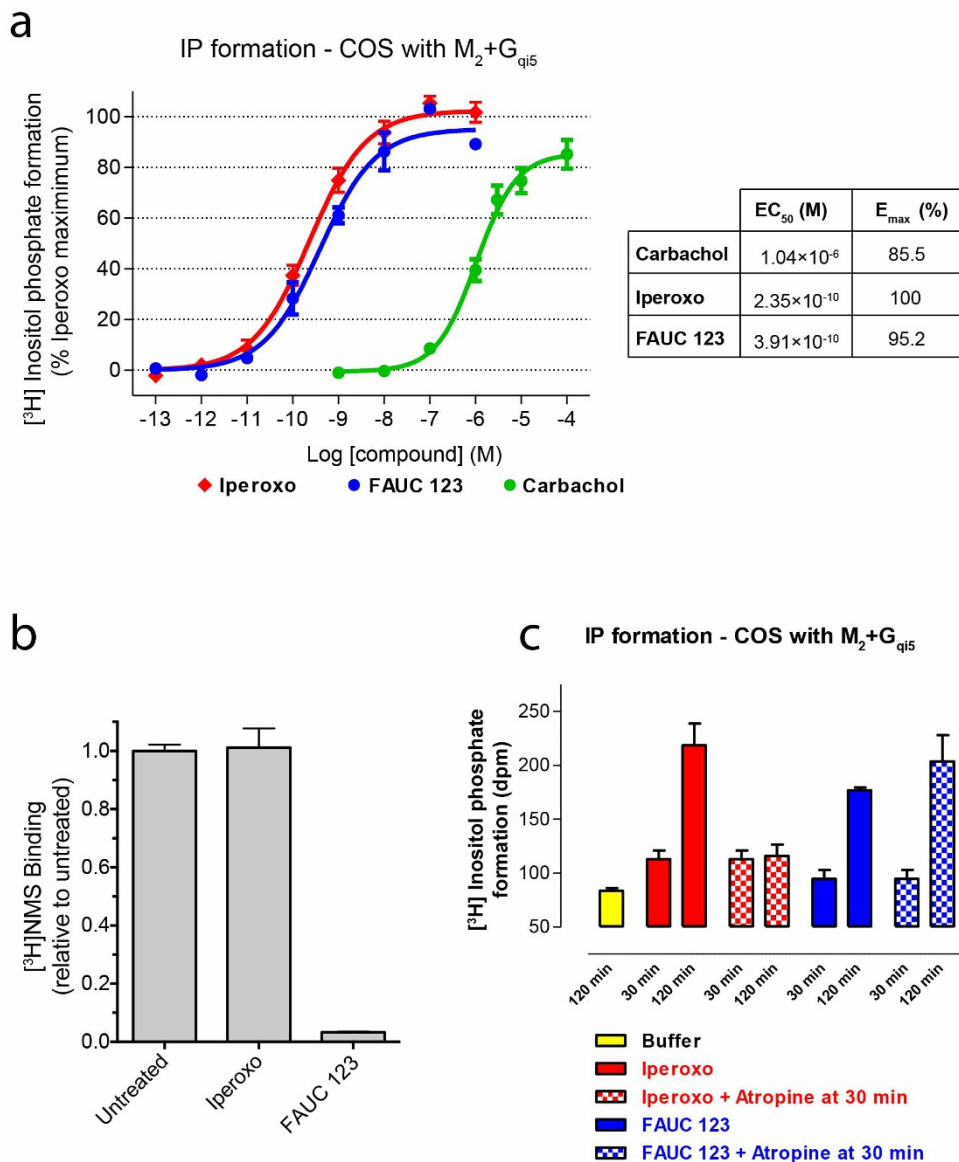 a
IP formation - COS with M₂+G_qi5
[³H] Inositol phosphate formation
(% Iperoxo maximum)
100
80
60
40
20
0
-13 -12 -11 -10 -9 -8 -7 -6 -5 -4
Log [compound] (M)
Iperoxo FAUC 123 Carbachol
EC₅₀ (M) E_max (%)
Carbachol 1.04×10⁻⁶ 85.5
Iperoxo 2.35×10⁻¹⁰ 100
FAUC 123 3.91×10⁻¹⁰ 95.2
b
[³H]NMS Binding
(relative to untreated)
1.0
0.8
0.6
0.4
0.2
0.0
Untreated Iperoxo FAUC 123
c
IP formation - COS with M₂+G_qi5
[³H] Inositol phosphate
formation (dpm)
250
200
150
100
50
120 min 30 min 120 min 30 min 120 min 30 min 120 min 30 min 120 min
Buffer
Iperoxo
Iperoxo + Atropine at 30 min
FAUC 123
FAUC 123 + Atropine at 30 min